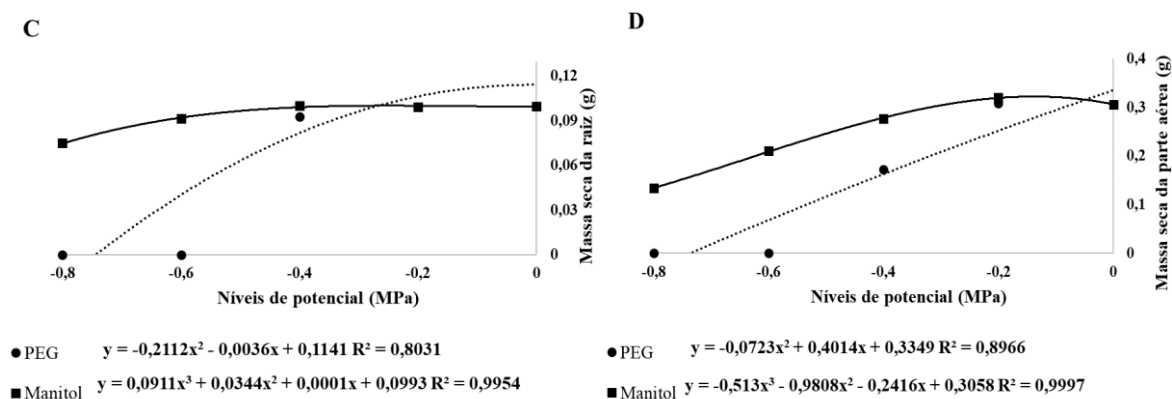 C
0,12
0,09
0,06
0,03
0
Massa seca da raiz (g)
-0,8 -0,6 -0,4 -0,2 0
Níveis de potencial (MPa)
PEG y = -0,2112x² - 0,0036x + 0,1141 R² = 0,8031
Manitol y = 0,0911x³ + 0,0344x² + 0,0001x + 0,0993 R² = 0,9954
D
0,4
0,3
0,2
0,1
0
Massa seca da parte aérea (g)
-0,8 -0,6 -0,4 -0,2 0
Níveis de potencial (MPa)
PEG y = -0,0723x² + 0,4014x + 0,3349 R² = 0,8966
Manitol y = -0,513x³ - 0,9808x² - 0,2416x + 0,3058 R² = 0,9997